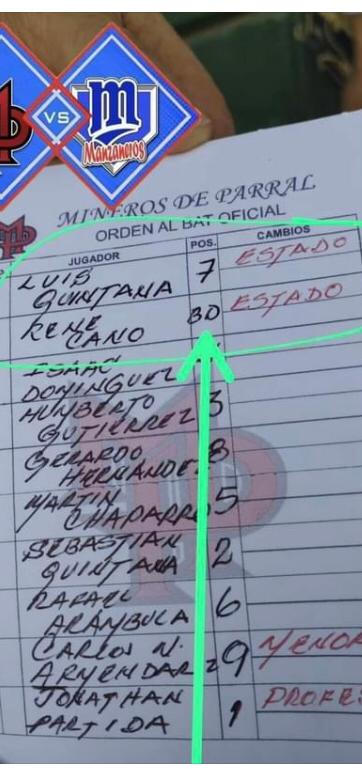 VS
Manzaneros
MINEROS DE PARRAL
ORDEN AL BAT OFICIAL
JUGADOR POS. CAMBIOS
LUIS QUINTANA 7 ESTADO
RENE CANO BD ESTADO
ISAAC DOMINGUEZ
HUMBERTO GUTIERREZ 3
GERARDO HERNANDEZ 8
MARTIN CHAPARRO 5
SEBASTIAN QUINTANA 2
RAFAEL ARAMBULA 6
CARLOS N. ARMENDARIZ 9
JONATHAN PARTIDA 1